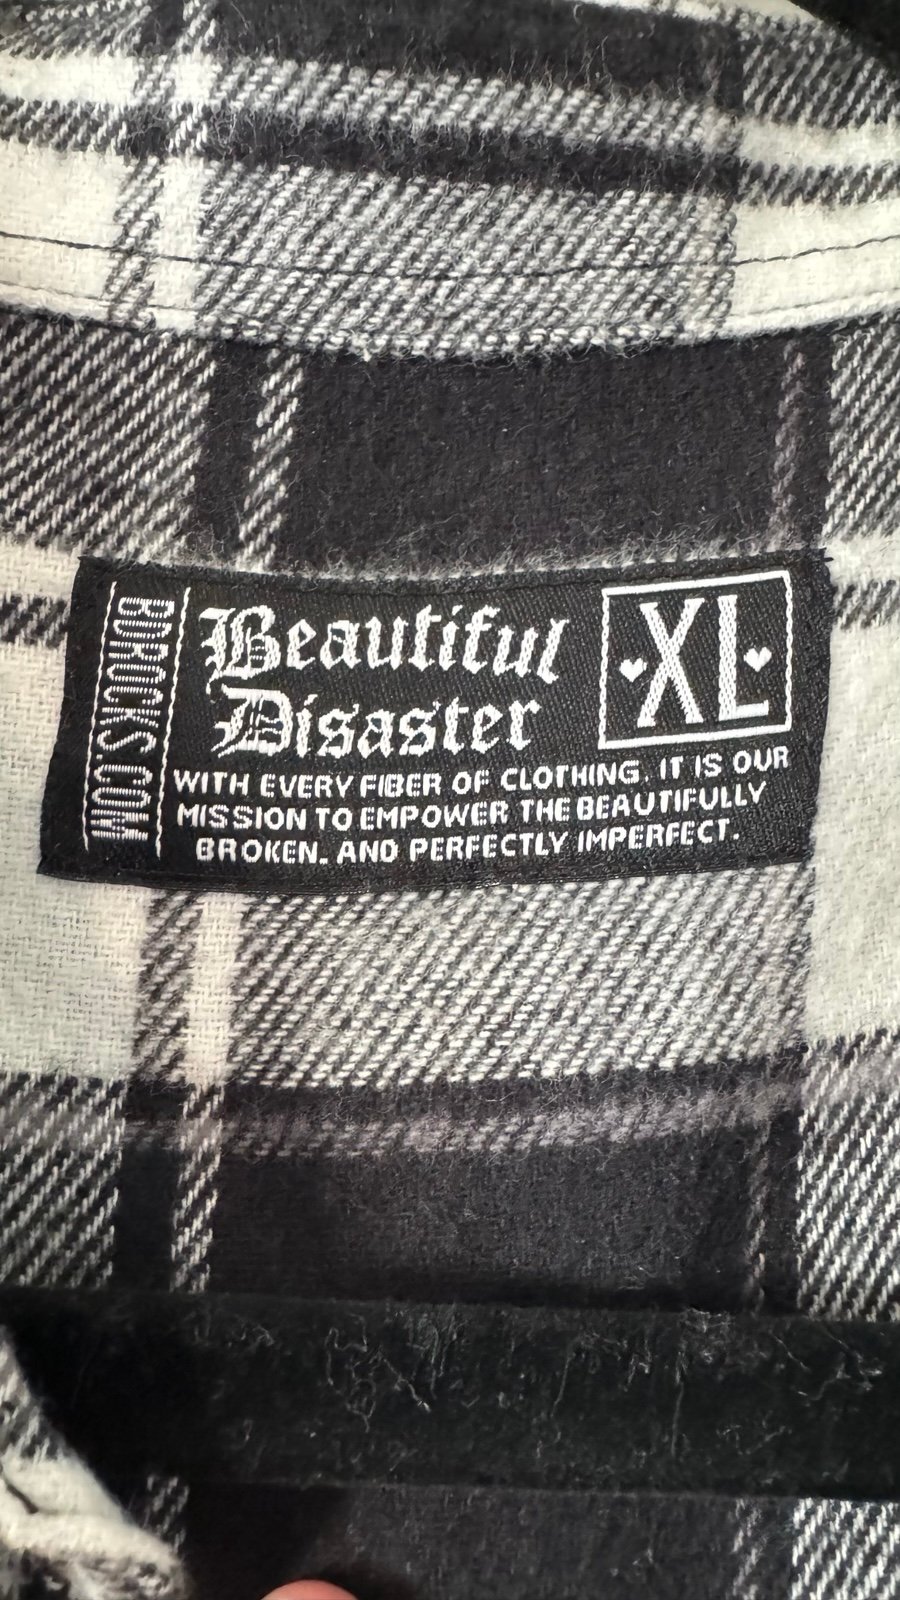 BDROCKS.COM
Beautiful
Disaster
XL
WITH EVERY FIBER OF CLOTHING. IT IS OUR
MISSION TO EMPOWER THE BEAUTIFULLY
BROKEN. AND PERFECTLY IMPERFECT.